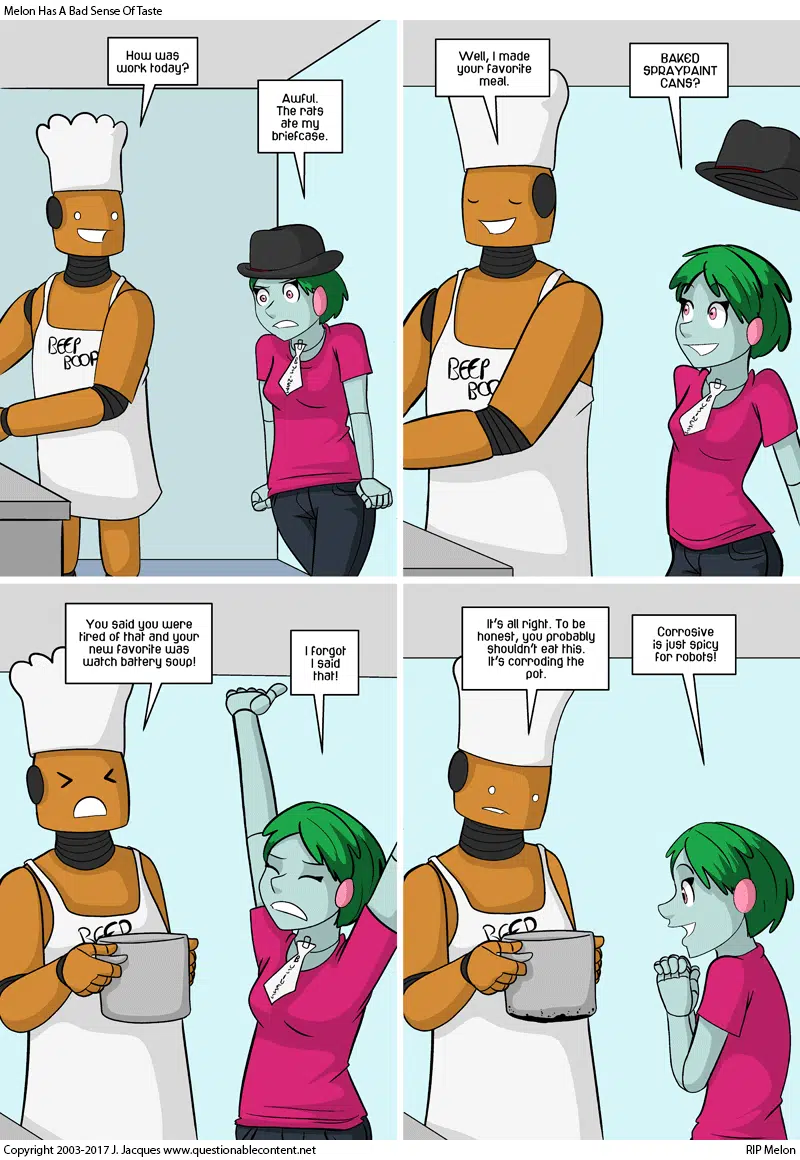 Melon Has A Bad Sense Of Taste
How was
work today?
Awful.
The rats
ate my
briefcase.
BEEP
BOOP
Well, I made
your favorite
meal.
BAKED
SPRAYPAINT
CANS?
BEEP
BOO
You said you were
tired of that and your
new favorite was
watch battery soup!
I forgot
I said
that!
BEEP
It's all right. To be
honest, you probably
shouldn't eat this.
It's corroding the
pot.
Corrosive
is just spicy
for robots!
BEEP
Copyright 2003-2017 J. Jacques www.questionablecontent.net
RIP Melon